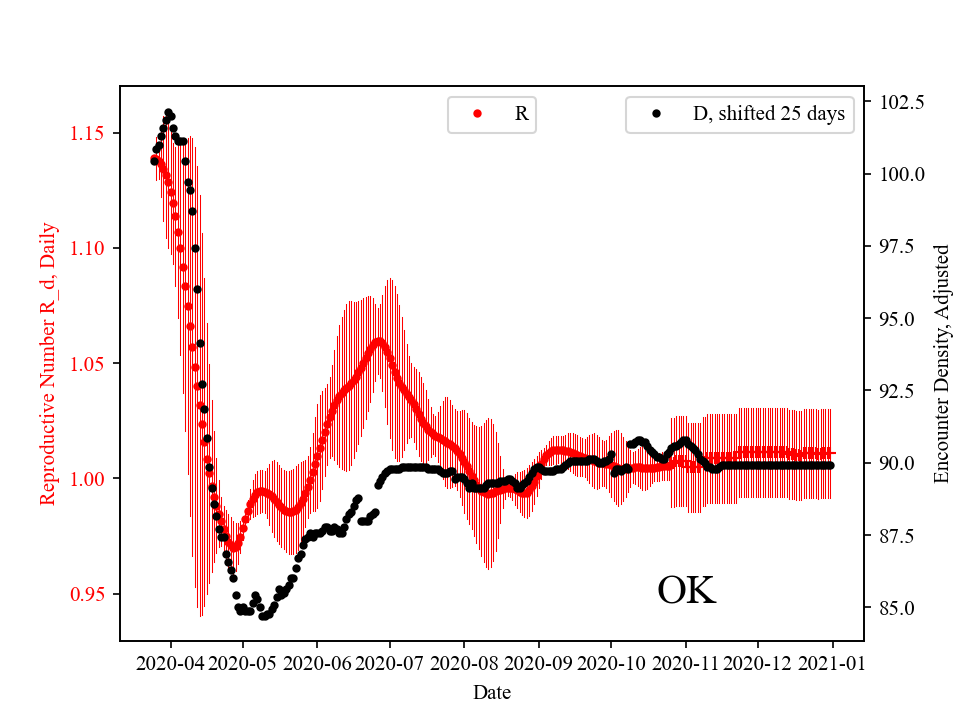 R
D, shifted 25 days
1.15
1.10
1.05
1.00
0.95
Reproductive Number R_d, Daily
102.5
100.0
97.5
95.0
92.5
90.0
87.5
85.0
Encounter Density, Adjusted
OK
2020-04 2020-05 2020-06 2020-07 2020-08 2020-09 2020-10 2020-11 2020-12 2021-01
Date